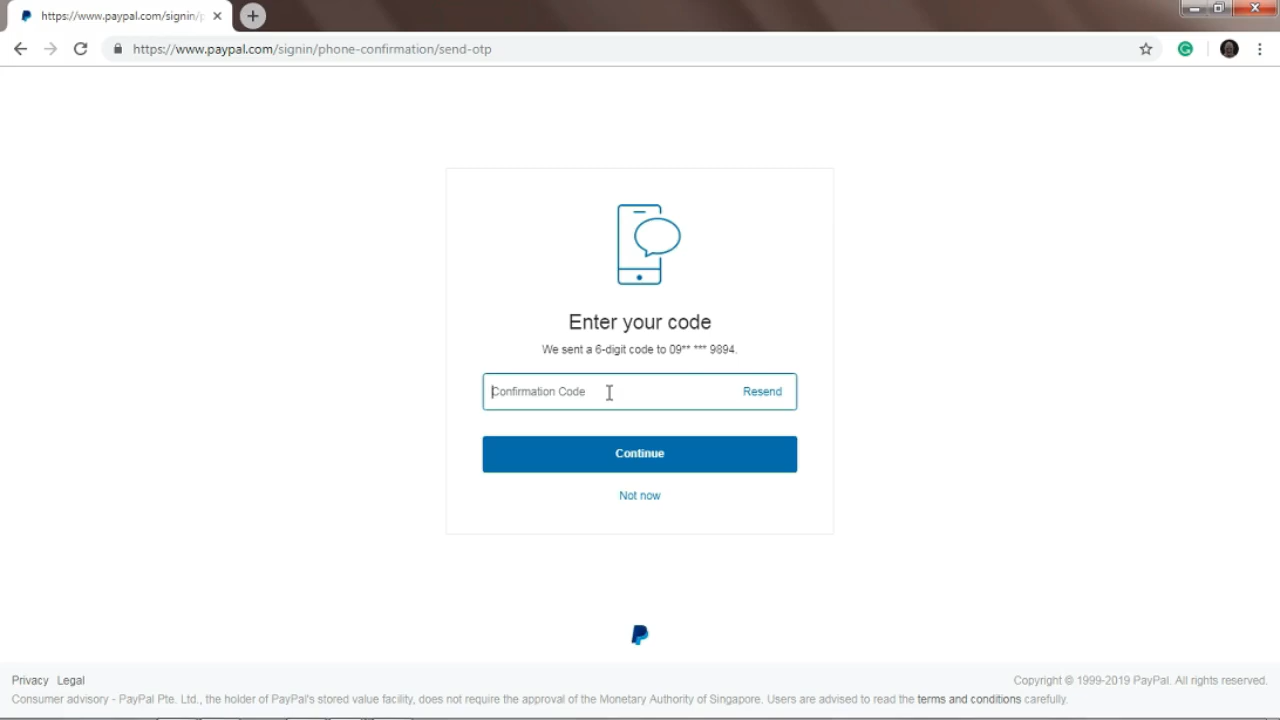 https://www.paypal.com/signin/p
https://www.paypal.com/signin/phone-confirmation/send-otp
Enter your code
We sent a 6-digit code to 09** *** 9894.
Confirmation Code Resend
Continue
Not now
Privacy Legal Copyright © 1999-2019 PayPal. All rights reserved.
Consumer advisory - PayPal Pte. Ltd., the holder of PayPal's stored value facility, does not require the approval of the Monetary Authority of Singapore. Users are advised to read the terms and conditions carefully.